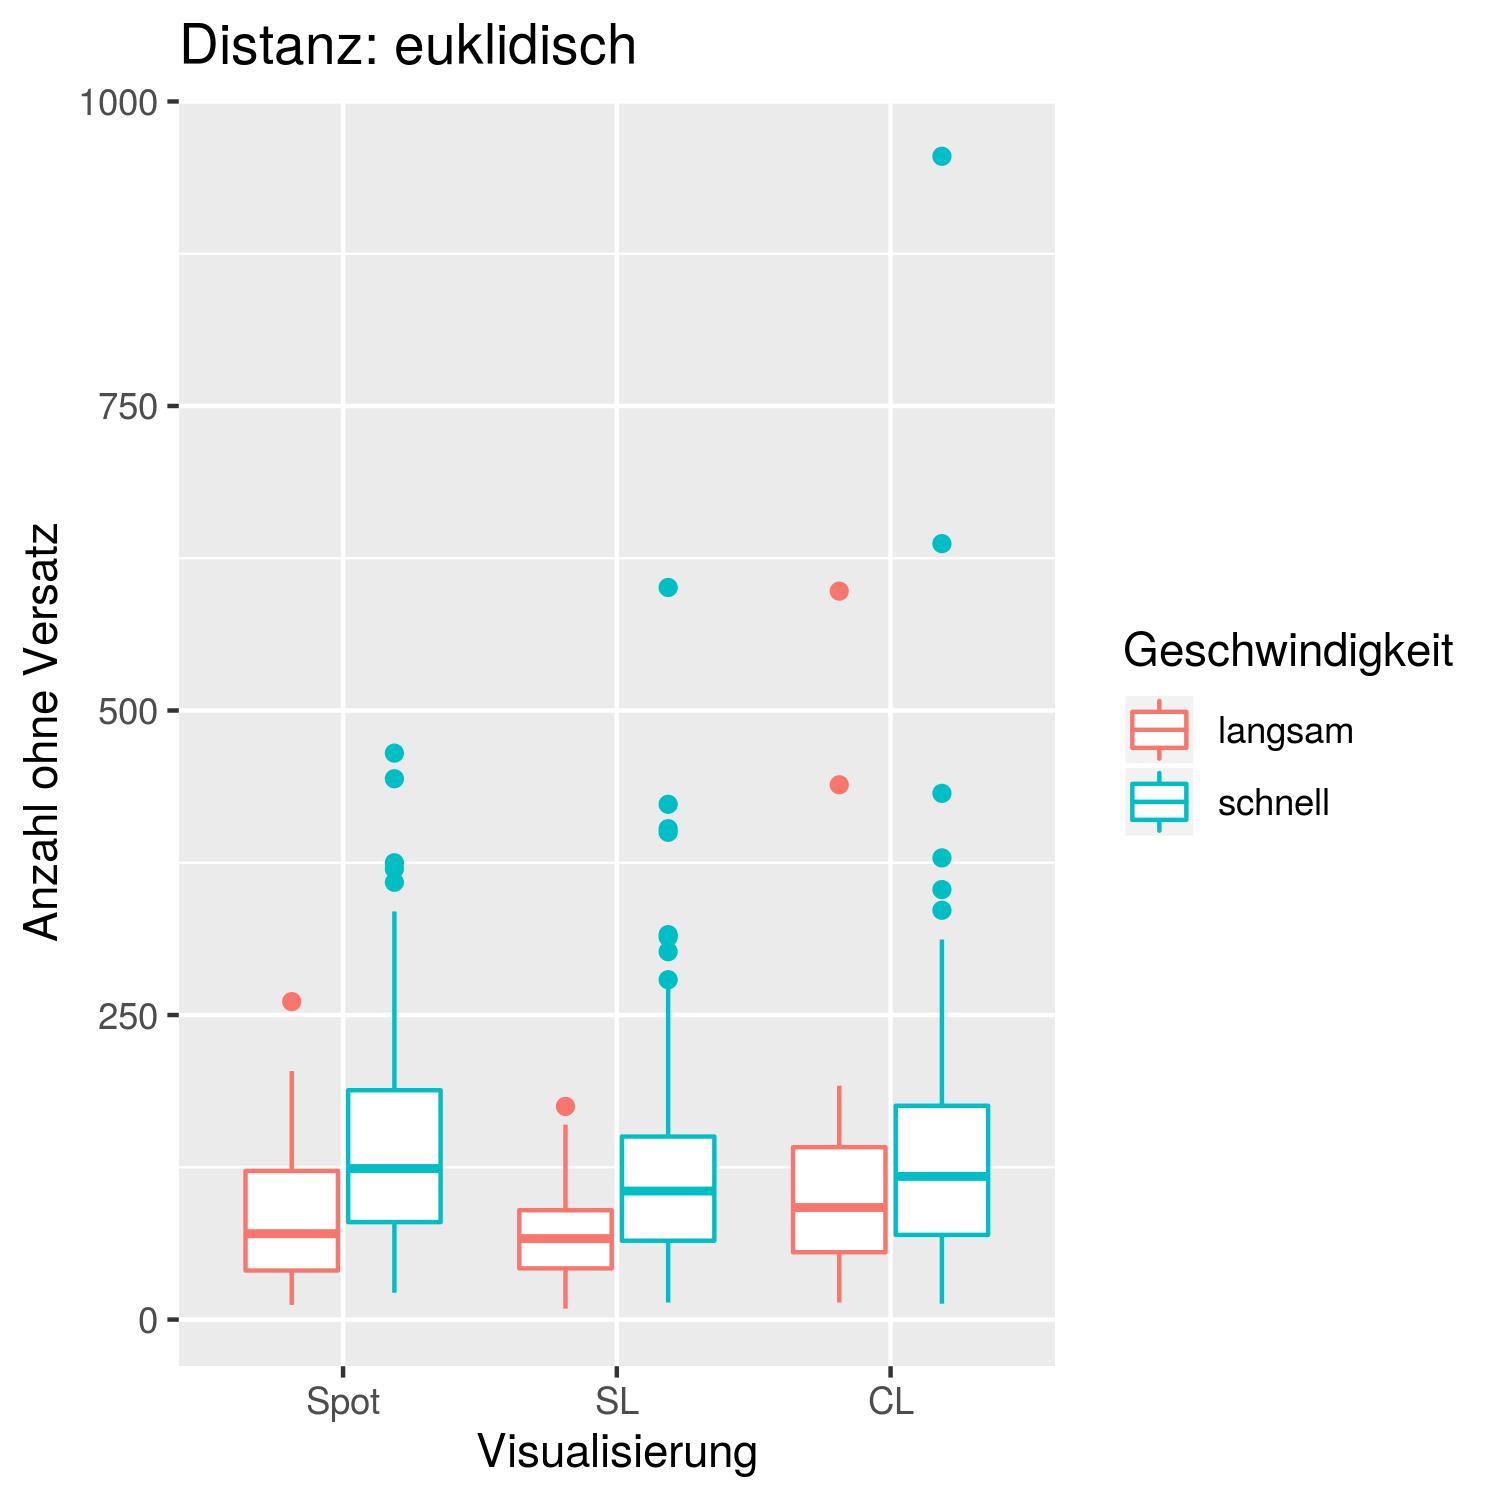 Distanz: euklidisch
1000
750
500
250
0
Anzahl ohne Versatz
Spot
SL
CL
Visualisierung
Geschwindigkeit
langsam
schnell